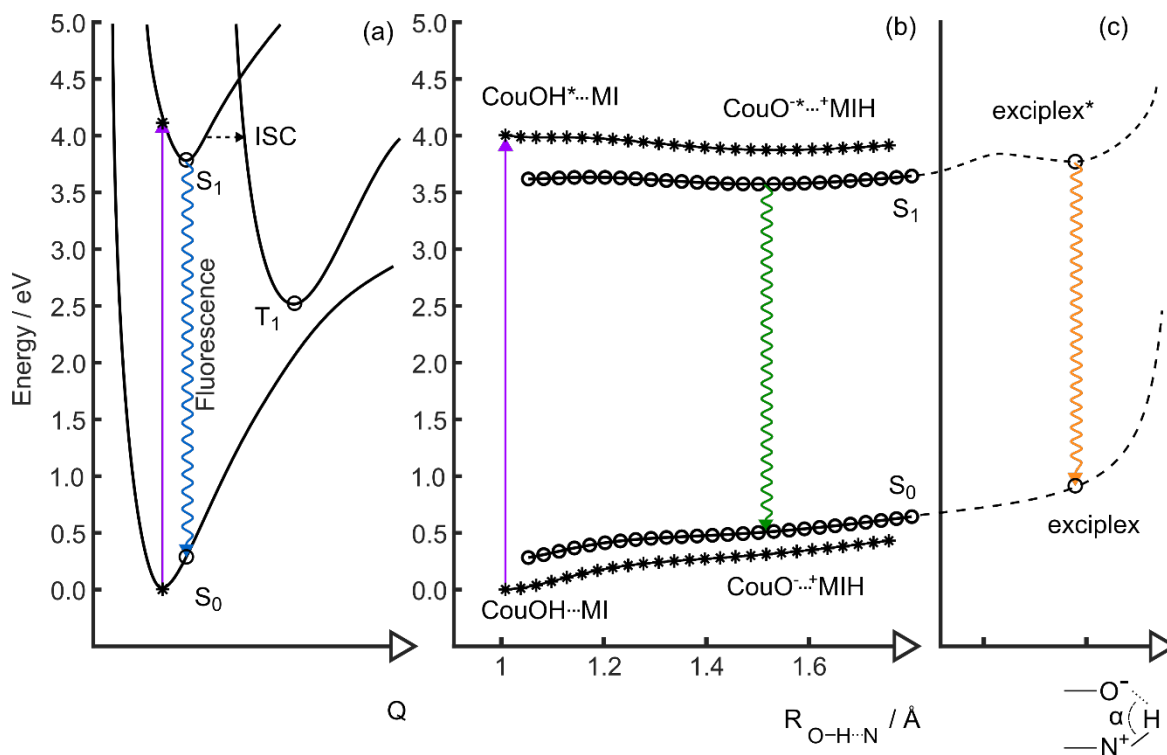 (a)
(b)
(c)
Energy / eV
5.0
4.5
4.0
3.5
3.0
2.5
2.0
1.5
1.0
0.5
0.0
ISC
S₁
Fluorescence
T₁
S₀
Q
5.0
4.5
4.0
3.5
3.0
2.5
2.0
1.5
1.0
0.5
0.0
CouOH*···MI
CouO⁻*···⁺MIH
S₁
S₀
CouO⁻···⁺MIH
CouOH···MI
1
1.2
1.4
1.6
R O–H···N / Å
exciplex*
exciplex
O⁻
α
H
N⁺